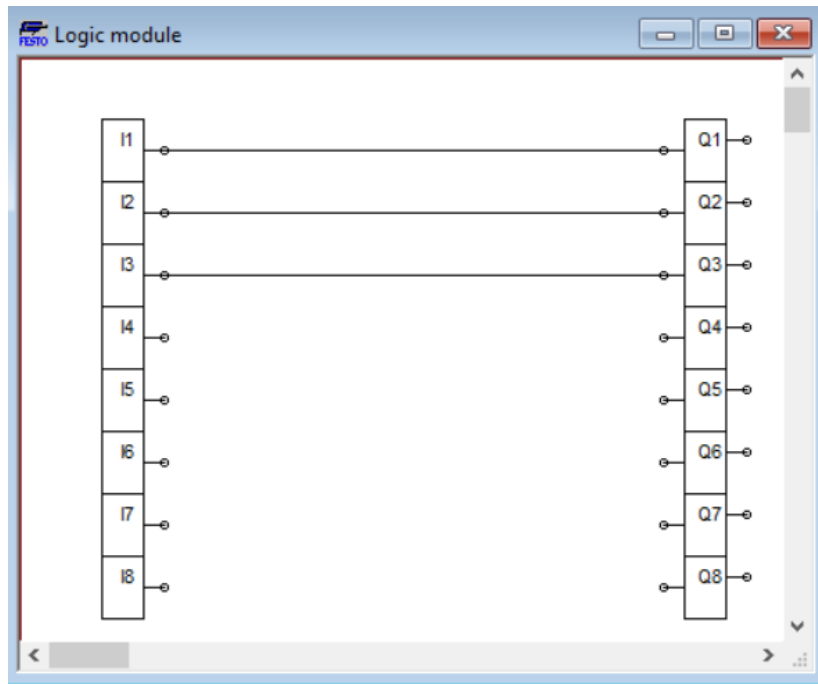 FESTO Logic module
I1 Q1
I2 Q2
I3 Q3
I4 Q4
I5 Q5
I6 Q6
I7 Q7
I8 Q8